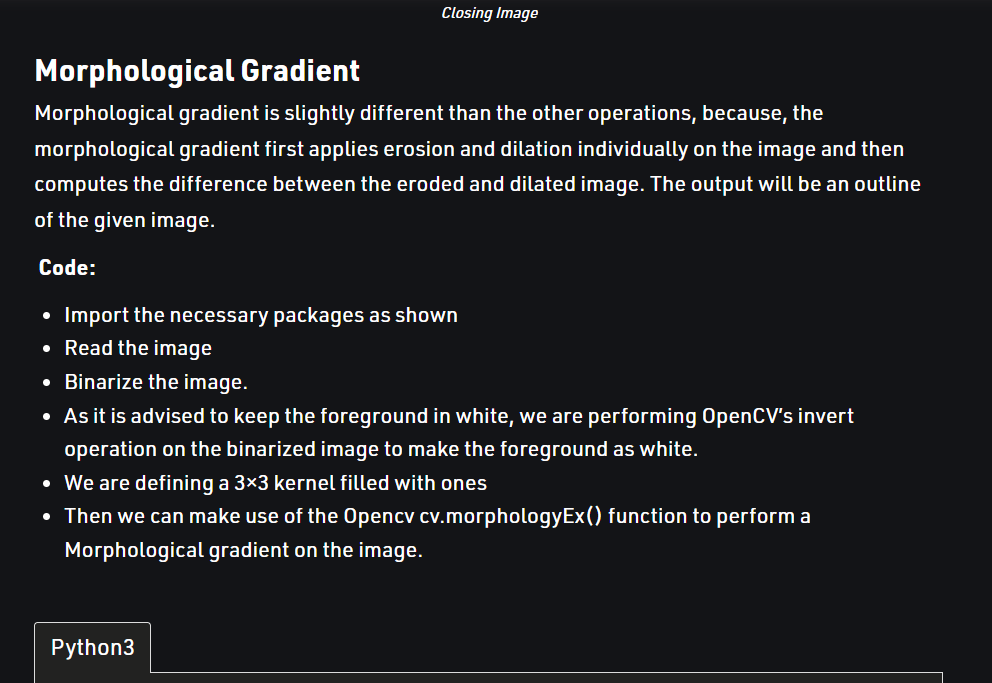 Closing Image
Morphological Gradient
Morphological gradient is slightly different than the other operations, because, the
morphological gradient first applies erosion and dilation individually on the image and then
computes the difference between the eroded and dilated image. The output will be an outline
of the given image.
Code:
• Import the necessary packages as shown
• Read the image
• Binarize the image.
• As it is advised to keep the foreground in white, we are performing OpenCV’s invert
operation on the binarized image to make the foreground as white.
• We are defining a 3×3 kernel filled with ones
• Then we can make use of the Opencv cv.morphologyEx() function to perform a
Morphological gradient on the image.
Python3